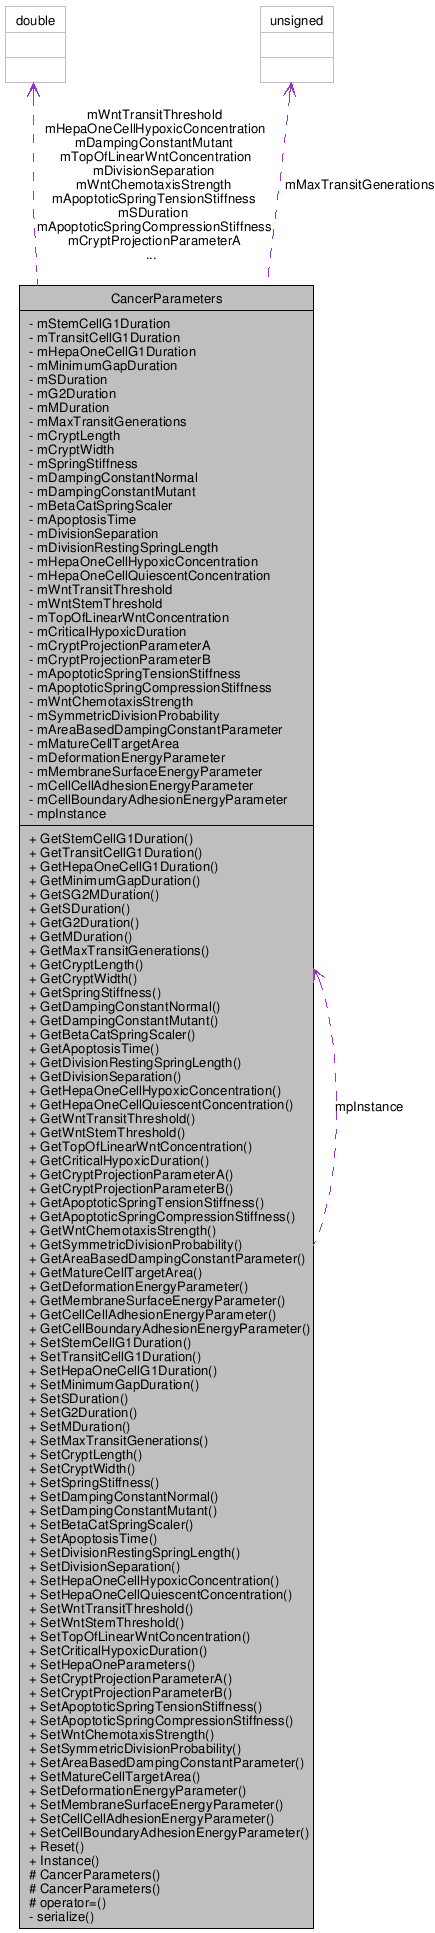 double
unsigned
mWntTransitThreshold
mHepaOneCellHypoxicConcentration
mDampingConstantMutant
mTopOfLinearWntConcentration
mDivisionSeparation
mWntChemotaxisStrength
mApoptoticSpringTensionStiffness
mSDuration
mApoptoticSpringCompressionStiffness
mCryptProjectionParameterA
...
mMaxTransitGenerations
CancerParameters
- mStemCellG1Duration
- mTransitCellG1Duration
- mHepaOneCellG1Duration
- mMinimumGapDuration
- mSDuration
- mG2Duration
- mMDuration
- mMaxTransitGenerations
- mCryptLength
- mCryptWidth
- mSpringStiffness
- mDampingConstantNormal
- mDampingConstantMutant
- mBetaCatSpringScaler
- mApoptosisTime
- mDivisionSeparation
- mDivisionRestingSpringLength
- mHepaOneCellHypoxicConcentration
- mHepaOneCellQuiescentConcentration
- mWntTransitThreshold
- mWntStemThreshold
- mTopOfLinearWntConcentration
- mCriticalHypoxicDuration
- mCryptProjectionParameterA
- mCryptProjectionParameterB
- mApoptoticSpringTensionStiffness
- mApoptoticSpringCompressionStiffness
- mWntChemotaxisStrength
- mSymmetricDivisionProbability
- mAreaBasedDampingConstantParameter
- mMatureCellTargetArea
- mDeformationEnergyParameter
- mMembraneSurfaceEnergyParameter
- mCellCellAdhesionEnergyParameter
- mCellBoundaryAdhesionEnergyParameter
- mpInstance
+ GetStemCellG1Duration()
+ GetTransitCellG1Duration()
+ GetHepaOneCellG1Duration()
+ GetMinimumGapDuration()
+ GetSG2MDuration()
+ GetSDuration()
+ GetG2Duration()
+ GetMDuration()
+ GetMaxTransitGenerations()
+ GetCryptLength()
+ GetCryptWidth()
+ GetSpringStiffness()
+ GetDampingConstantNormal()
+ GetDampingConstantMutant()
+ GetBetaCatSpringScaler()
+ GetApoptosisTime()
+ GetDivisionRestingSpringLength()
+ GetDivisionSeparation()
+ GetHepaOneCellHypoxicConcentration()
+ GetHepaOneCellQuiescentConcentration()
+ GetWntTransitThreshold()
+ GetWntStemThreshold()
+ GetTopOfLinearWntConcentration()
+ GetCriticalHypoxicDuration()
+ GetCryptProjectionParameterA()
+ GetCryptProjectionParameterB()
+ GetApoptoticSpringTensionStiffness()
+ GetApoptoticSpringCompressionStiffness()
+ GetWntChemotaxisStrength()
+ GetSymmetricDivisionProbability()
+ GetAreaBasedDampingConstantParameter()
+ GetMatureCellTargetArea()
+ GetDeformationEnergyParameter()
+ GetMembraneSurfaceEnergyParameter()
+ GetCellCellAdhesionEnergyParameter()
+ GetCellBoundaryAdhesionEnergyParameter()
+ SetStemCellG1Duration()
+ SetTransitCellG1Duration()
+ SetHepaOneCellG1Duration()
+ SetMinimumGapDuration()
+ SetSDuration()
+ SetG2Duration()
+ SetMDuration()
+ SetMaxTransitGenerations()
+ SetCryptLength()
+ SetCryptWidth()
+ SetSpringStiffness()
+ SetDampingConstantNormal()
+ SetDampingConstantMutant()
+ SetBetaCatSpringScaler()
+ SetApoptosisTime()
+ SetDivisionRestingSpringLength()
+ SetDivisionSeparation()
+ SetHepaOneCellHypoxicConcentration()
+ SetHepaOneCellQuiescentConcentration()
+ SetWntTransitThreshold()
+ SetWntStemThreshold()
+ SetTopOfLinearWntConcentration()
+ SetCriticalHypoxicDuration()
+ SetHepaOneParameters()
+ SetCryptProjectionParameterA()
+ SetCryptProjectionParameterB()
+ SetApoptoticSpringTensionStiffness()
+ SetApoptoticSpringCompressionStiffness()
+ SetWntChemotaxisStrength()
+ SetSymmetricDivisionProbability()
+ SetAreaBasedDampingConstantParameter()
+ SetMatureCellTargetArea()
+ SetDeformationEnergyParameter()
+ SetMembraneSurfaceEnergyParameter()
+ SetCellCellAdhesionEnergyParameter()
+ SetCellBoundaryAdhesionEnergyParameter()
+ Reset()
+ Instance()
# CancerParameters()
# CancerParameters()
# operator=()
- serialize()
mpInstance